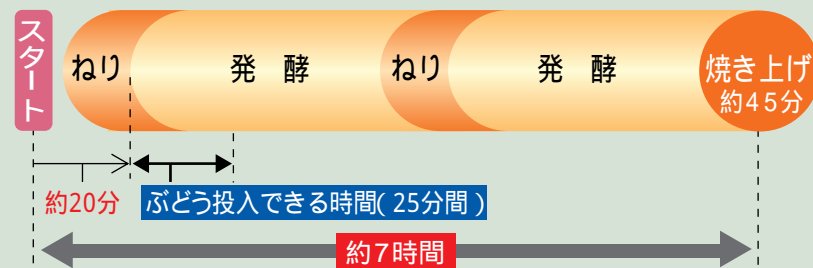 スタート
ねり
発 酵
ねり
発 酵
焼き上げ
約45分
約20分
ぶどう投入できる時間(25分間)
約7時間